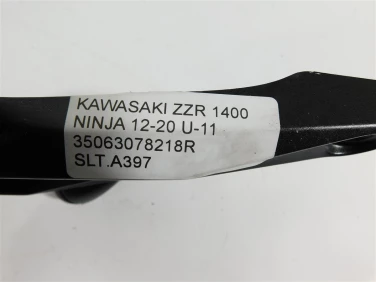 KAWASAKI ZZR 1400
NINJA 12-20 U-11
35063078218R
SLT.A397